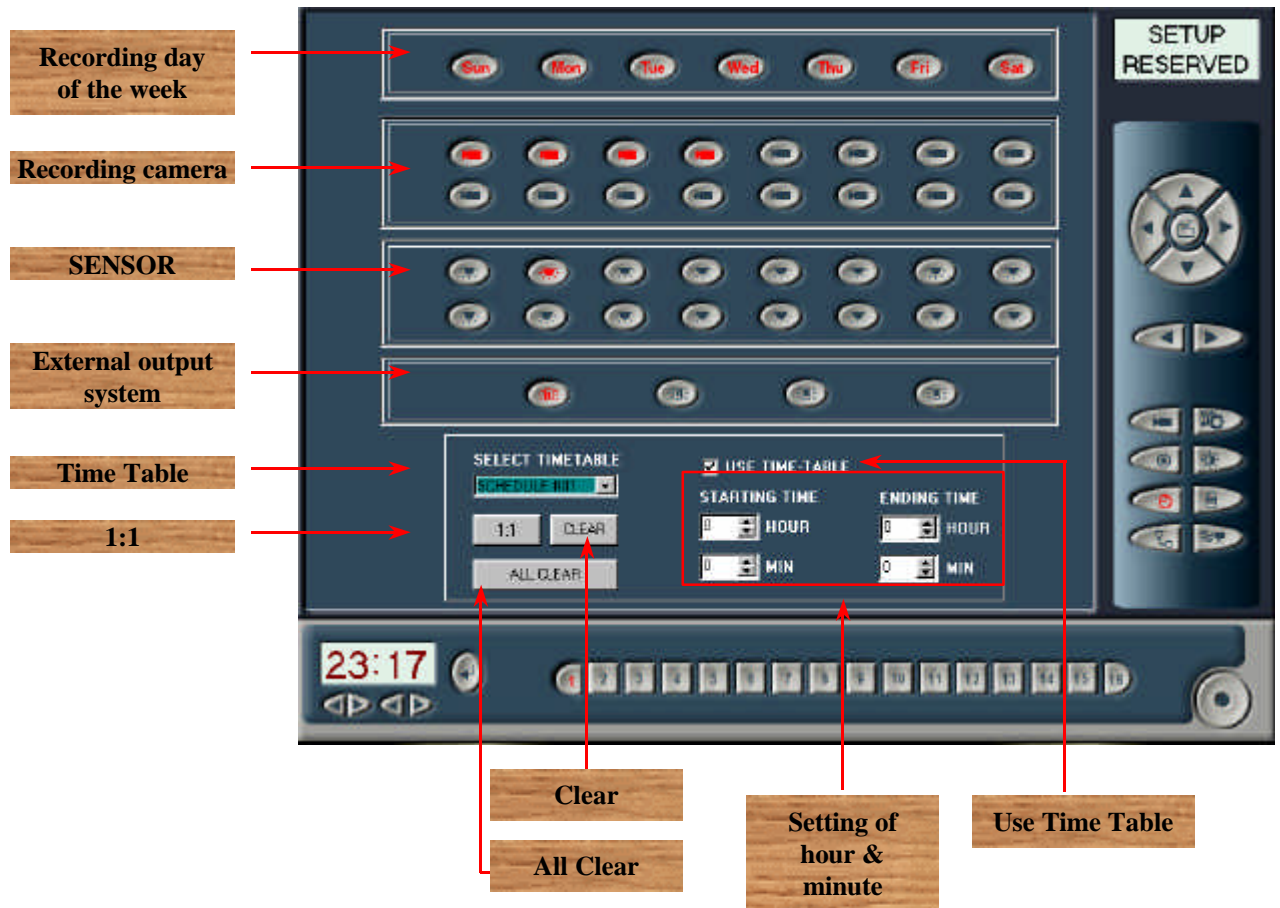 Recording day
of the week
Recording camera
SENSOR
External output
system
Time Table
1:1
Sun Mon Tue Wed Thu Fri Sat
SETUP
RESERVED
SELECT TIMETABLE
SCHEDULE
1:1 CLEAR
ALL CLEAR
USE TIME-TABLE
STARTING TIME ENDING TIME
0 HOUR 0 HOUR
0 MIN 0 MIN
23:17
1 2 3 4 5 6 7 8 9 10 11 12 13 14 15 16
Clear
All Clear
Setting of
hour &
minute
Use Time Table